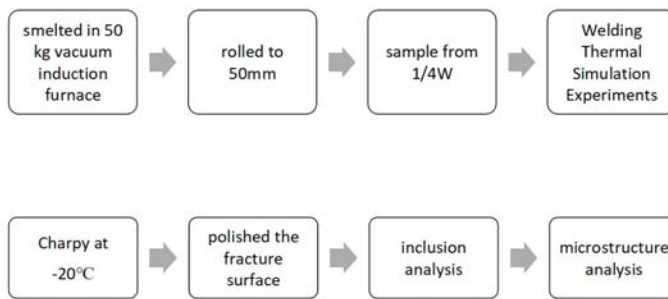 smelted in 50
kg vacuum
induction
furnace
rolled to
50mm
sample from
1/4W
Welding
Thermal
Simulation
Experiments
Charpy at
-20℃
polished the
fracture
surface
inclusion
analysis
microstructure
analysis